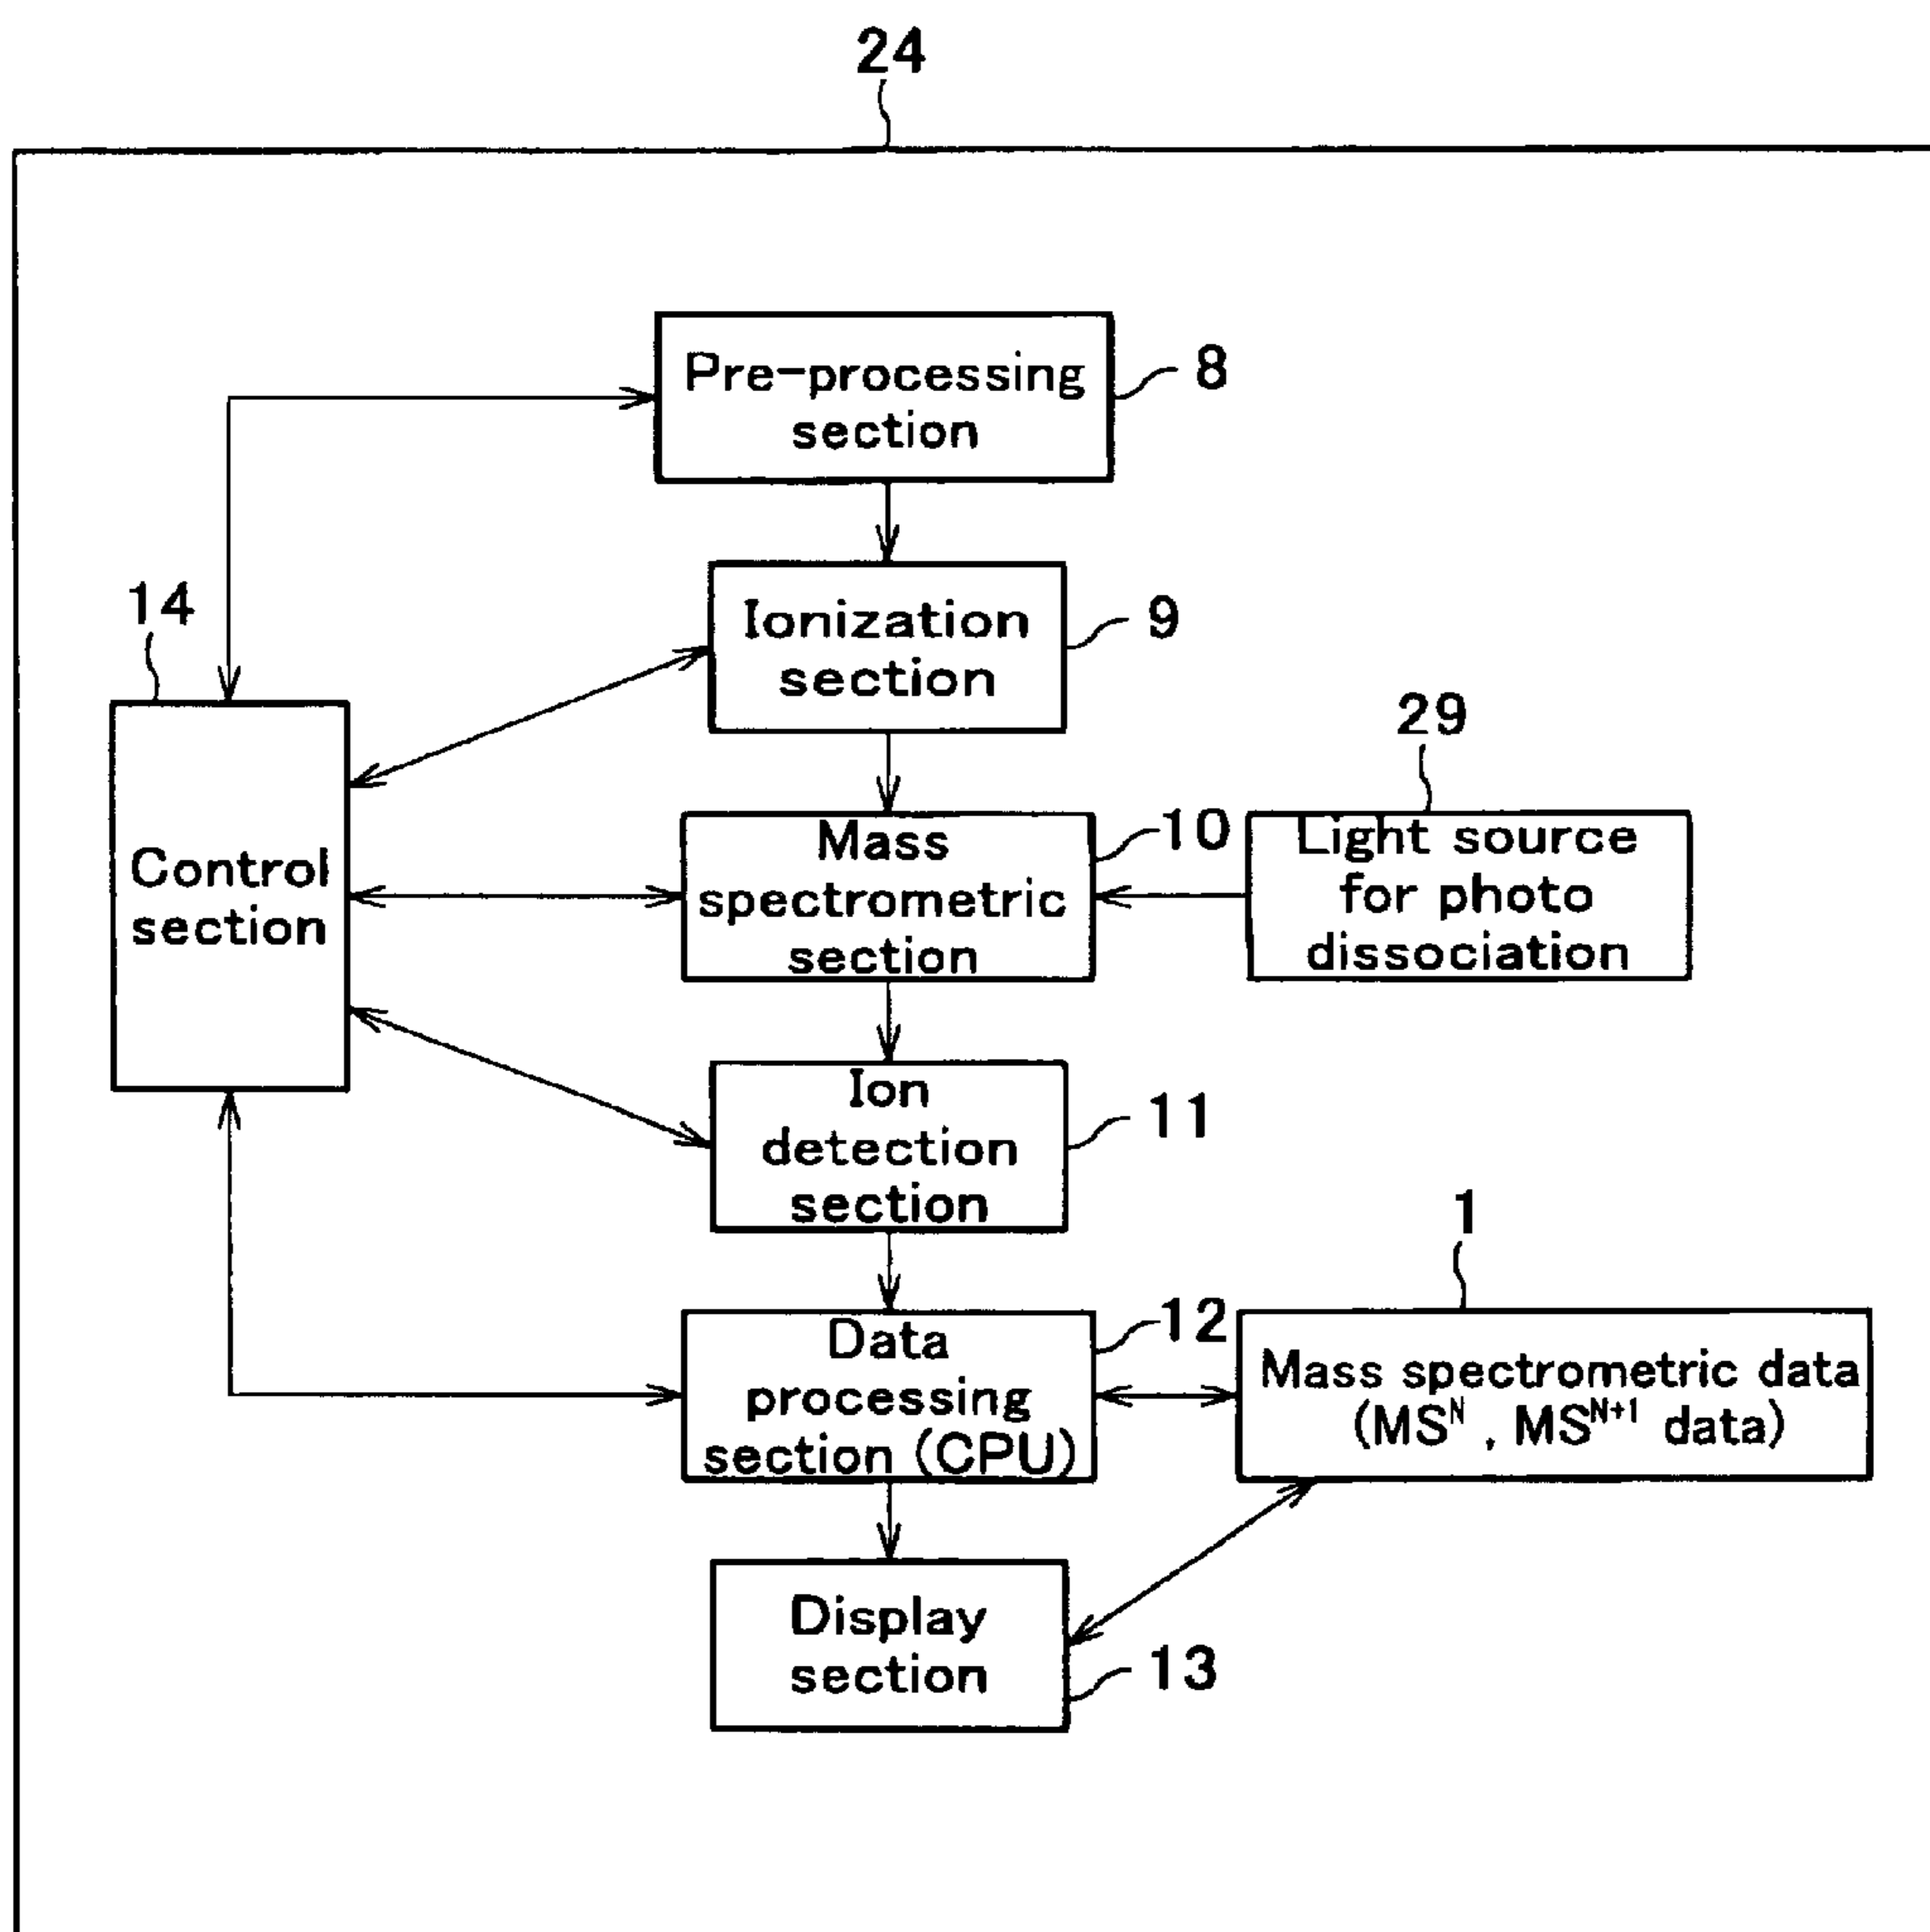 24
Pre-processing
section
8
Ionization
section
9
14
Control
section
Mass
spectrometric
section
10
29
Light source
for photo
dissociation
Ion
detection
section
11
Data
processing
section (CPU)
12
1
Mass spectrometric data
(MS^N, MS^N+1 data)
Display
section
13